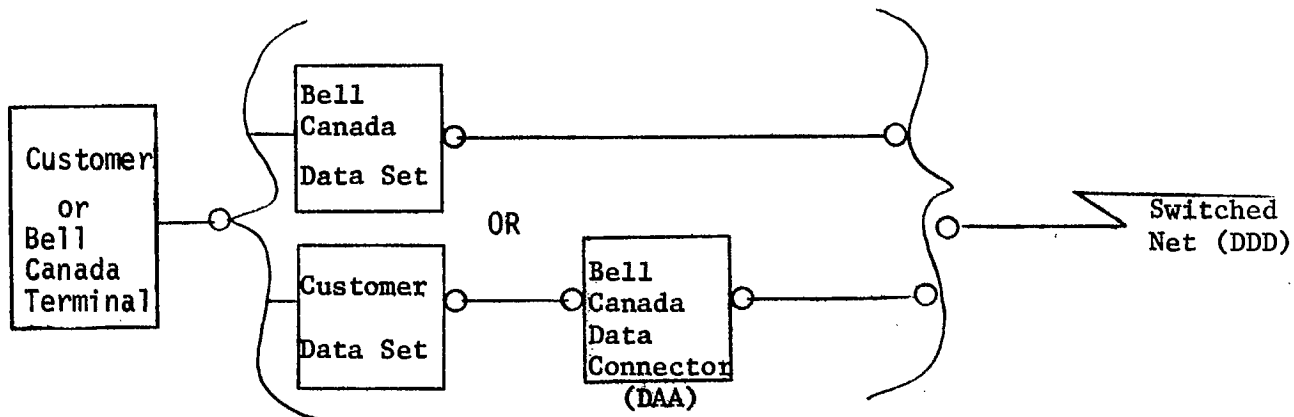 Customer
or
Bell
Canada
Terminal
Bell
Canada
Data Set
OR
Customer
Data Set
Bell
Canada
Data
Connector
(DAA)
Switched
Net (DDD)